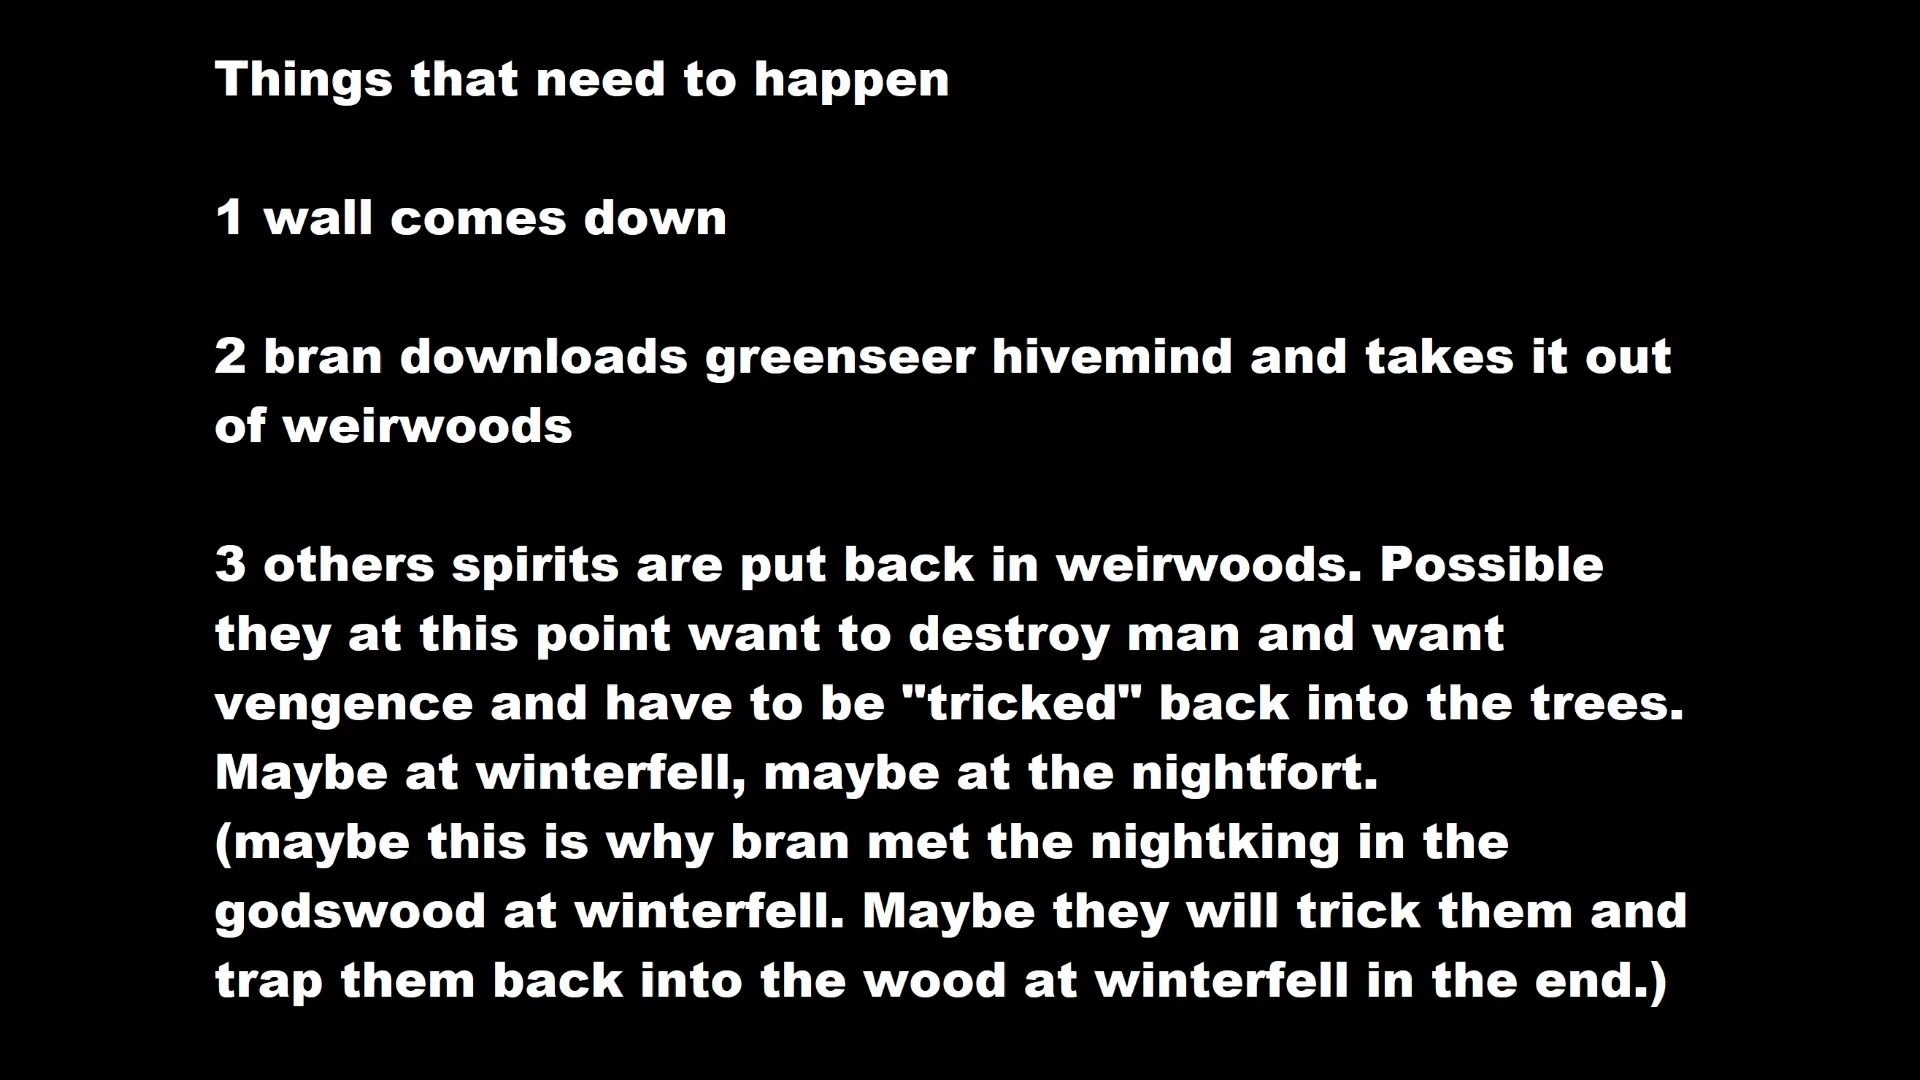 Things that need to happen
1 wall comes down
2 bran downloads greenseer hivemind and takes it out
of weirwoods
3 others spirits are put back in weirwoods. Possible
they at this point want to destroy man and want
vengence and have to be "tricked" back into the trees.
Maybe at winterfell, maybe at the nightfort.
(maybe this is why bran met the nightking in the
godswood at winterfell. Maybe they will trick them and
trap them back into the wood at winterfell in the end.)